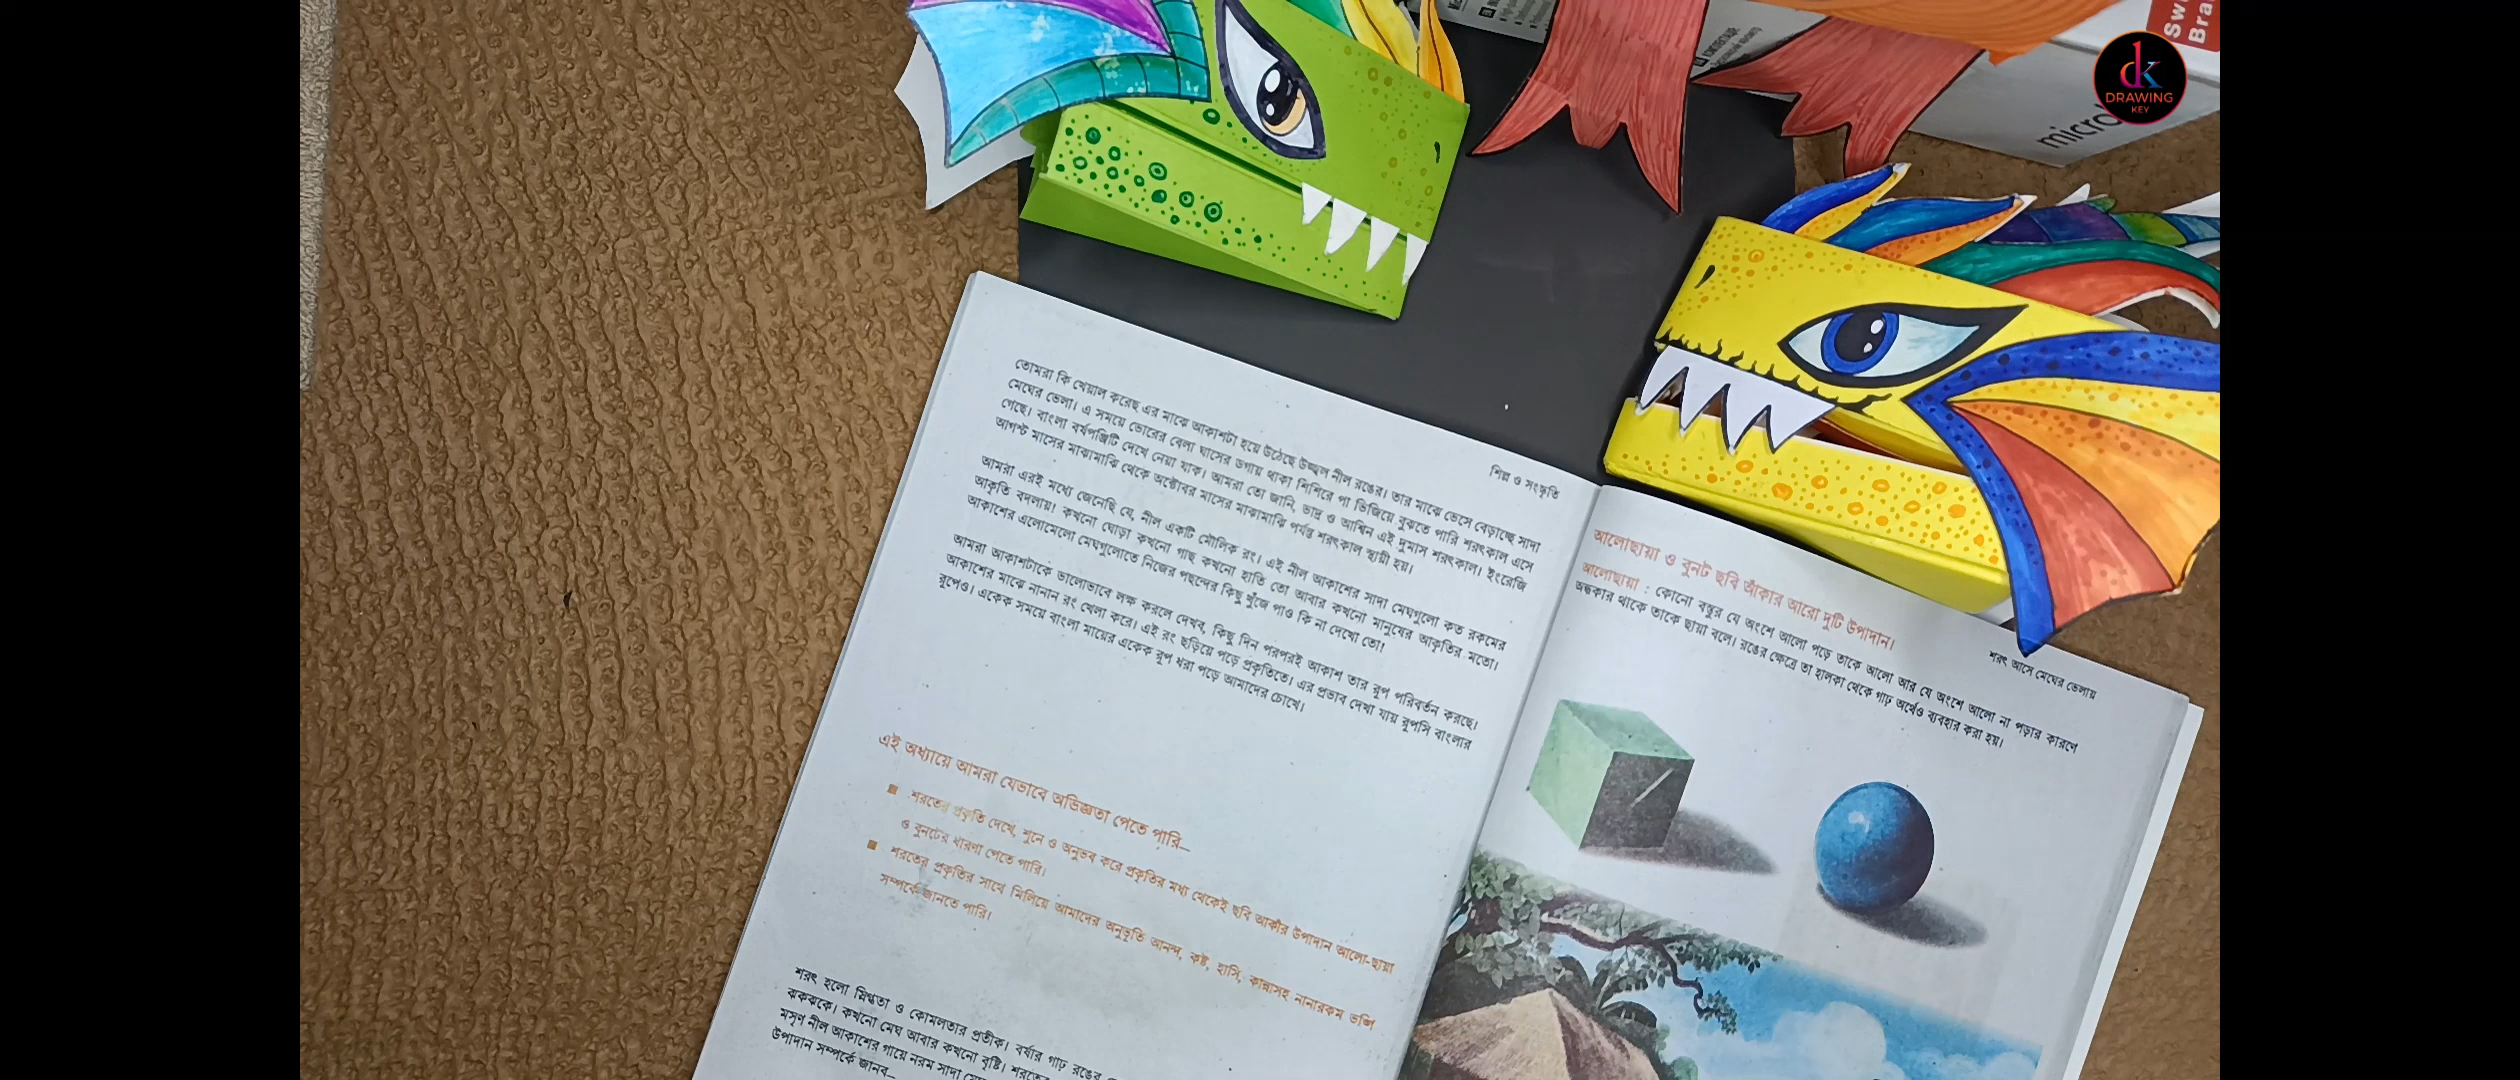 Swe
Bra
micro
dk
DRAWING
KEY
শিল্প ও সংস্কৃতি
তোমরা কি খেয়াল করেছ এর মাঝে আকাশটা হয়ে উঠেছে উজ্জ্বল নীল রঙের। তার মাঝে ভেসে বেড়াচ্ছে সাদা
মেঘের ভেলা। এ সময়ে ভোরের বেলা ঘাসের ডগায় থাকা শিশিরে পা ভিজিয়ে বুঝতে পারি শরৎকাল এসে
গেছে। বাংলা বর্ষপঞ্জিটি দেখে নেয়া যাক। আমরা তো জানি, ভাদ্র ও আশ্বিন এই দুমাস শরৎকাল। ইংরেজি
আগস্ট মাসের মাঝামাঝি থেকে অক্টোবর মাসের মাঝামাঝি পর্যন্ত শরৎকাল স্থায়ী হয়।
আমরা এরই মধ্যে জেনেছি যে, নীল একটি মৌলিক রং। এই নীল আকাশের সাদা মেঘগুলো কত রকমের
আকৃতি বদলায়! কখনো ঘোড়া কখনো গাছ কখনো হাতি তো আবার কখনো মানুষের আকৃতির মতো।
আকাশের এলোমেলো মেঘগুলোতে নিজের পছন্দের কিছু খুঁজে পাও কি না দেখো তো!
আমরা আকাশটাকে ভালোভাবে লক্ষ করলে দেখব, কিছু দিন পরপরই আকাশ তার রূপ পরিবর্তন করছে।
আকাশের মাঝে নানান রং খেলা করে। এই রং ছড়িয়ে পড়ে প্রকৃতিতে। এর প্রভাব দেখা যায় রূপসি বাংলার
রূপেও। একেক সময়ে বাংলা মায়ের একেক রূপ ধরা পড়ে আমাদের চোখে।
এই অধ্যায়ে আমরা যেভাবে অভিজ্ঞতা পেতে পারি—
■ শরতের প্রকৃতি দেখে, শুনে ও অনুভব করে প্রকৃতির মধ্য থেকেই ছবি আঁকার উপাদান আলো-ছায়া
ও বুনটের ধারণা পেতে পারি।
■ শরতের প্রকৃতির সাথে মিলিয়ে আমাদের অনুভূতি আনন্দ, কষ্ট, হাসি, কান্নাসহ নানারকম ভঙ্গি
সম্পর্কে জানতে পারি।
শরৎ হলো স্নিগ্ধতা ও কোমলতার প্রতীক। বর্ষার গাঢ় রঙের
ঝকঝকে। কখনো মেঘ আবার কখনো বৃষ্টি। শরতের
মসৃণ নীল আকাশের গায়ে নরম সাদা
উপাদান সম্পর্কে জানব—
শরৎ আসে মেঘের ভেলায়
আলোছায়া ও বুনট ছবি আঁকার আরো দুটি উপাদান।
আলোছায়া : কোনো বস্তুর যে অংশে আলো পড়ে তাকে আলো আর যে অংশে আলো না পড়ার কারণে
অন্ধকার থাকে তাকে ছায়া বলে। রঙের ক্ষেত্রে তা হালকা থেকে গাঢ় অর্থেও ব্যবহার করা হয়।